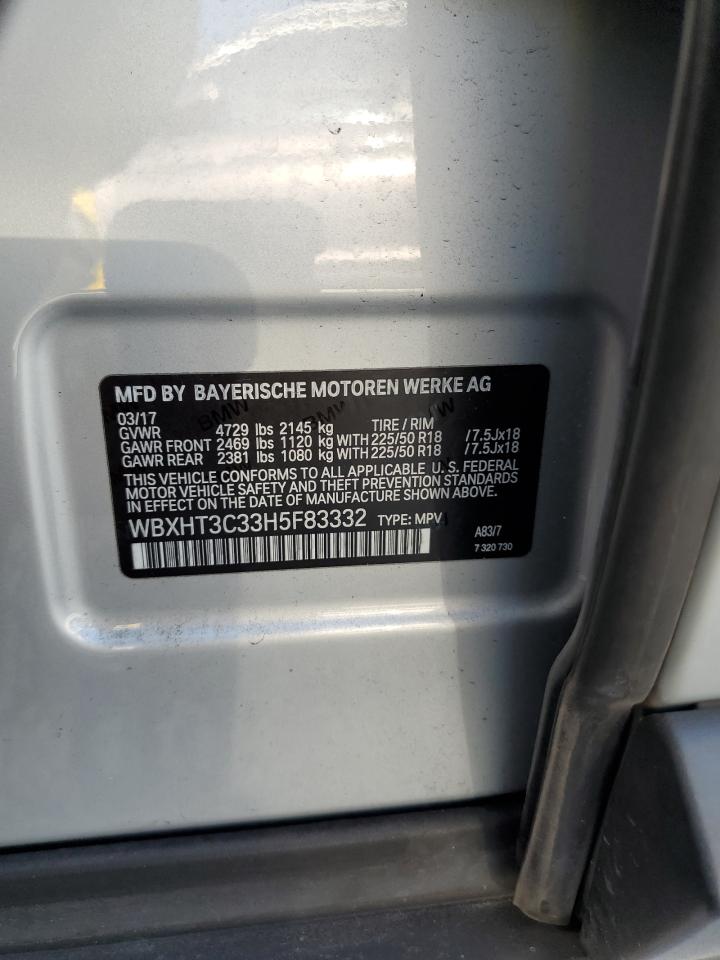 MFD BY BAYERISCHE MOTOREN WERKE AG
03/17
GVWR 4729 lbs 2145 kg TIRE / RIM
GAWR FRONT 2469 lbs 1120 kg WITH 225/50 R18 /7.5Jx18
GAWR REAR 2381 lbs 1080 kg WITH 225/50 R18 /7.5Jx18
THIS VEHICLE CONFORMS TO ALL APPLICABLE U.S. FEDERAL
MOTOR VEHICLE SAFETY AND THEFT PREVENTION STANDARDS
IN EFFECT ON THE DATE OF MANUFACTURE SHOWN ABOVE.
WBXHT3C33H5F83332 TYPE: MPV
A83/7
7 320 730